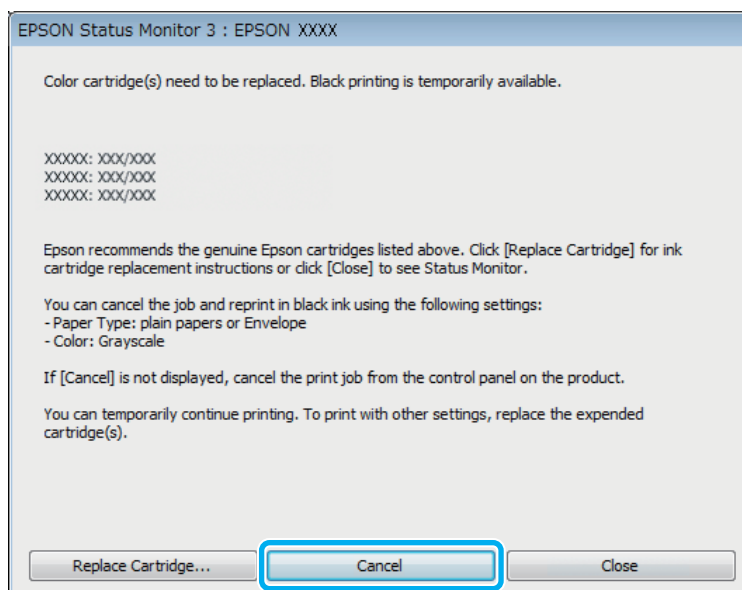 EPSON Status Monitor 3 : EPSON XXXX
Color cartridge(s) need to be replaced. Black printing is temporarily available.
XXXXX: XXX/XXX
XXXXX: XXX/XXX
XXXXX: XXX/XXX
Epson recommends the genuine Epson cartridges listed above. Click [Replace Cartridge] for ink
cartridge replacement instructions or click [Close] to see Status Monitor.
You can cancel the job and reprint in black ink using the following settings:
- Paper Type: plain papers or Envelope
- Color: Grayscale
If [Cancel] is not displayed, cancel the print job from the control panel on the product.
You can temporarily continue printing. To print with other settings, replace the expended
cartridge(s).
Replace Cartridge... Cancel Close